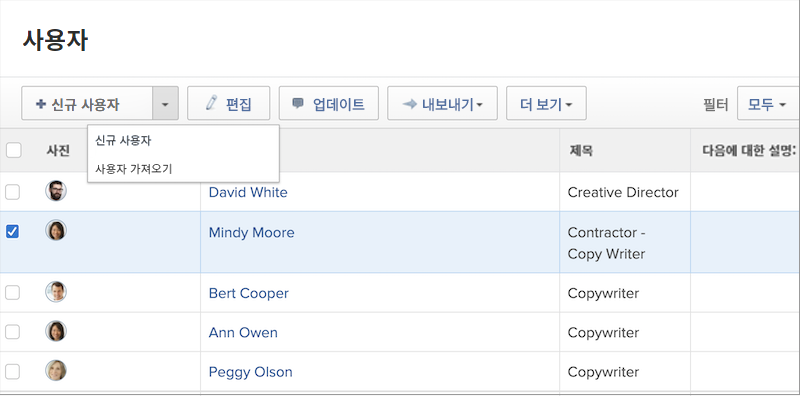 사용자
신규 사용자
편집
업데이트
내보내기
더 보기
필터
모두
신규 사용자
사용자 가져오기
사진
제목
다음에 대한 설명:
David White
Creative Director
Mindy Moore
Contractor -
Copy Writer
Bert Cooper
Copywriter
Ann Owen
Copywriter
Peggy Olson
Copywriter